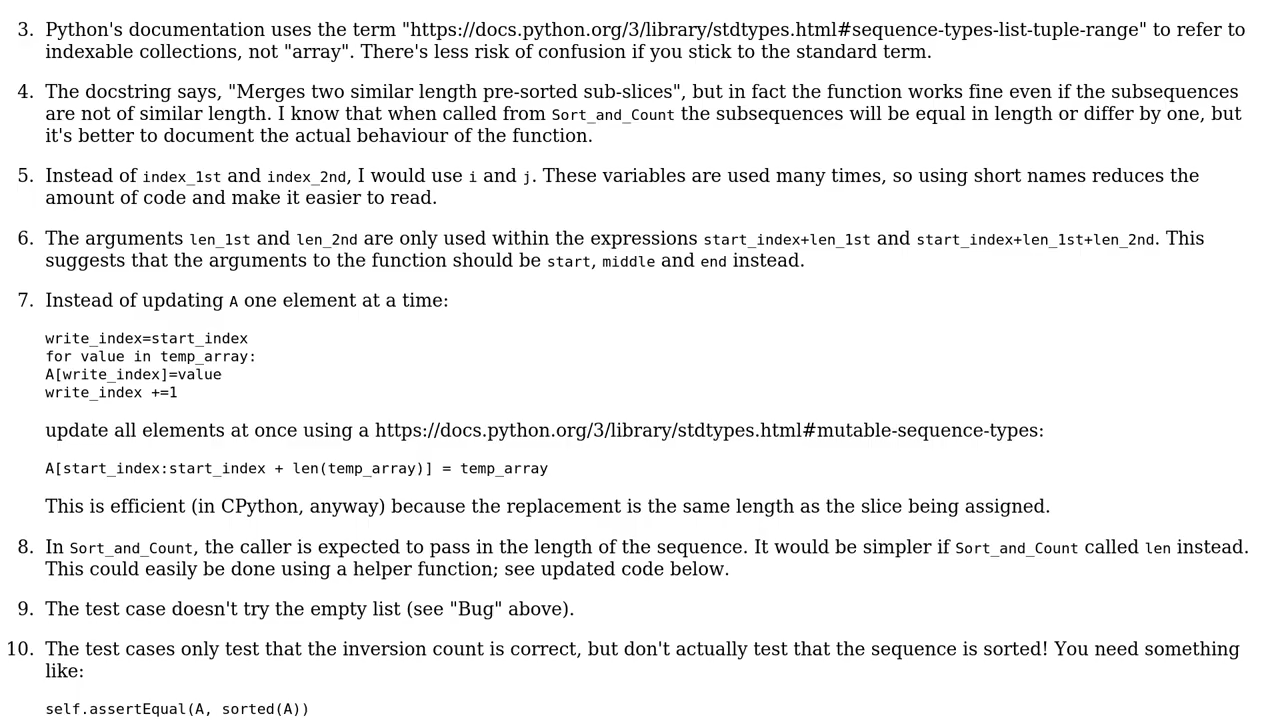 3. Python's documentation uses the term "https://docs.python.org/3/library/stdtypes.html#sequence-types-list-tuple-range" to refer to
indexable collections, not "array". There's less risk of confusion if you stick to the standard term.
4. The docstring says, "Merges two similar length pre-sorted sub-slices", but in fact the function works fine even if the subsequences
are not of similar length. I know that when called from Sort_and_Count the subsequences will be equal in length or differ by one, but
it's better to document the actual behaviour of the function.
5. Instead of index_1st and index_2nd, I would use i and j. These variables are used many times, so using short names reduces the
amount of code and make it easier to read.
6. The arguments len_1st and len_2nd are only used within the expressions start_index+len_1st and start_index+len_1st+len_2nd. This
suggests that the arguments to the function should be start, middle and end instead.
7. Instead of updating A one element at a time:
write_index=start_index
for value in temp_array:
A[write_index]=value
write_index +=1
update all elements at once using a https://docs.python.org/3/library/stdtypes.html#mutable-sequence-types:
A[start_index:start_index + len(temp_array)] = temp_array
This is efficient (in CPython, anyway) because the replacement is the same length as the slice being assigned.
8. In Sort_and_Count, the caller is expected to pass in the length of the sequence. It would be simpler if Sort_and_Count called len instead.
This could easily be done using a helper function; see updated code below.
9. The test case doesn't try the empty list (see "Bug" above).
10. The test cases only test that the inversion count is correct, but don't actually test that the sequence is sorted! You need something
like:
self.assertEqual(A, sorted(A))